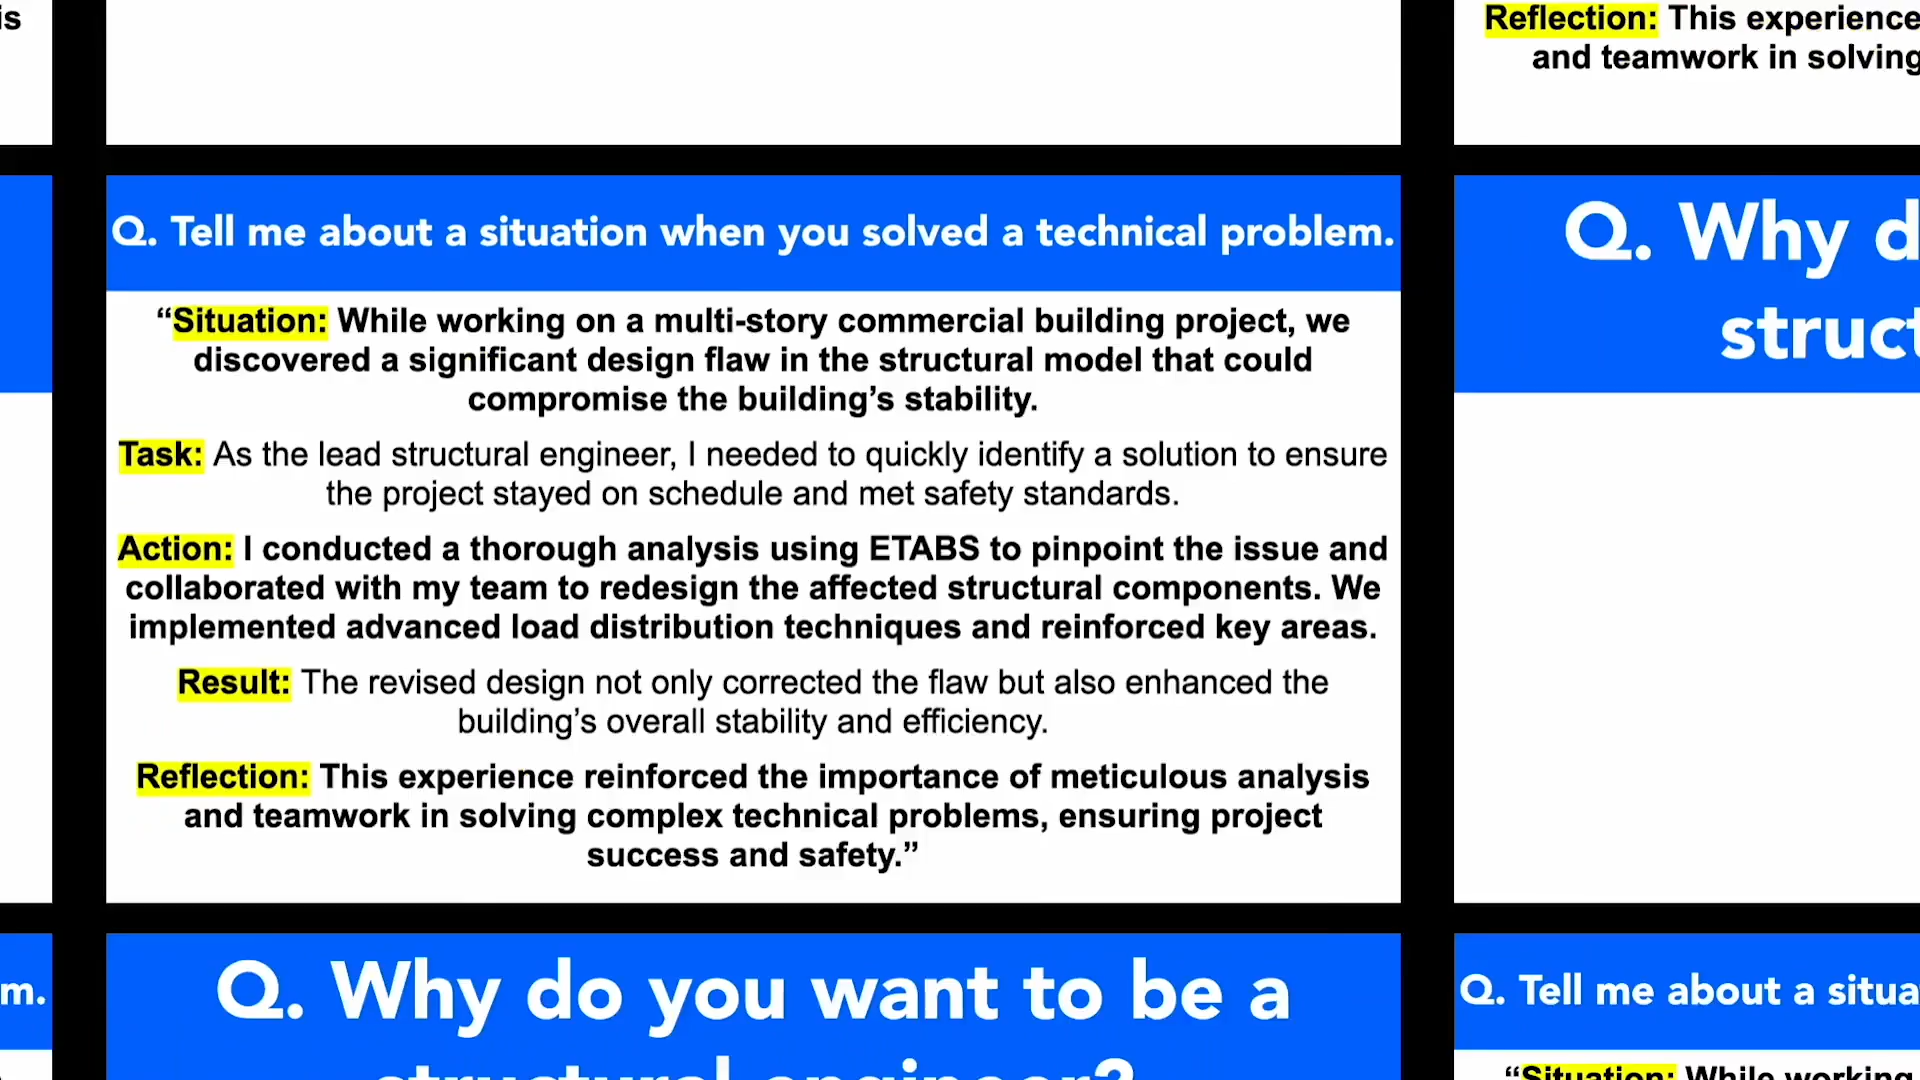 is
Reflection: This experience
and teamwork in solving
Q. Tell me about a situation when you solved a technical problem.
“Situation: While working on a multi-story commercial building project, we
discovered a significant design flaw in the structural model that could
compromise the building’s stability.
Task: As the lead structural engineer, I needed to quickly identify a solution to ensure
the project stayed on schedule and met safety standards.
Action: I conducted a thorough analysis using ETABS to pinpoint the issue and
collaborated with my team to redesign the affected structural components. We
implemented advanced load distribution techniques and reinforced key areas.
Result: The revised design not only corrected the flaw but also enhanced the
building’s overall stability and efficiency.
Reflection: This experience reinforced the importance of meticulous analysis
and teamwork in solving complex technical problems, ensuring project
success and safety.”
Q. Why d
struct
m.
Q. Why do you want to be a
structural engineer?
Q. Tell me about a situa
“Situation: While working